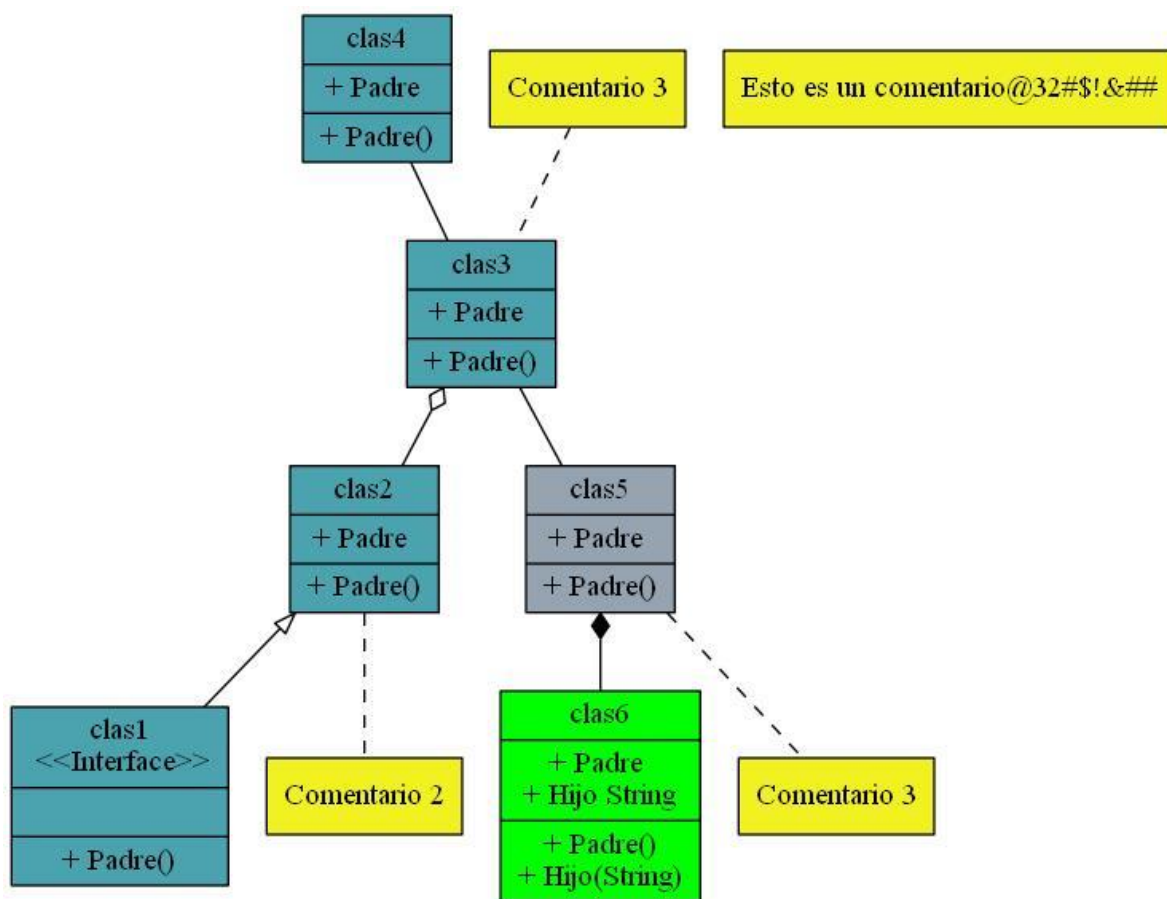 clas4
+ Padre
+ Padre()
Comentario 3
Esto es un comentario@32#$!&##
clas3
+ Padre
+ Padre()
clas2
+ Padre
+ Padre()
clas5
+ Padre
+ Padre()
clas1
<<Interface>>
+ Padre()
Comentario 2
clas6
+ Padre
+ Hijo String
+ Padre()
+ Hijo(String)
Comentario 3